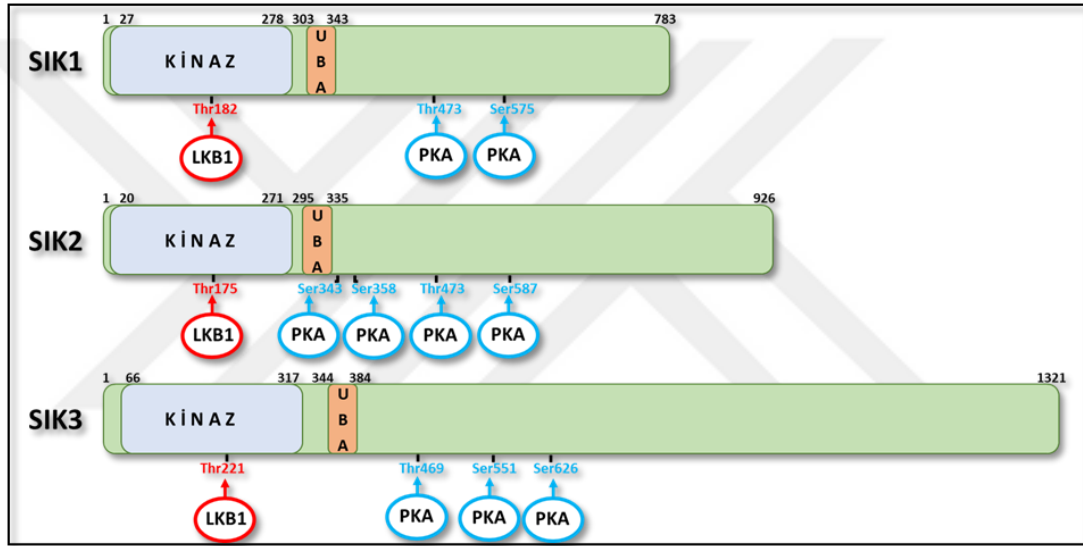 1 27 278 303 343 783
SIK1
KİNAZ
U
B
A
Thr182 Thr473 Ser575
LKB1 PKA PKA
1 20 271 295 335 926
SIK2
KİNAZ
U
B
A
Thr175 Ser343 Ser358 Thr473 Ser587
LKB1 PKA PKA PKA PKA
1 66 317 344 384 1321
SIK3
KİNAZ
U
B
A
Thr221 Thr469 Ser551 Ser626
LKB1 PKA PKA PKA